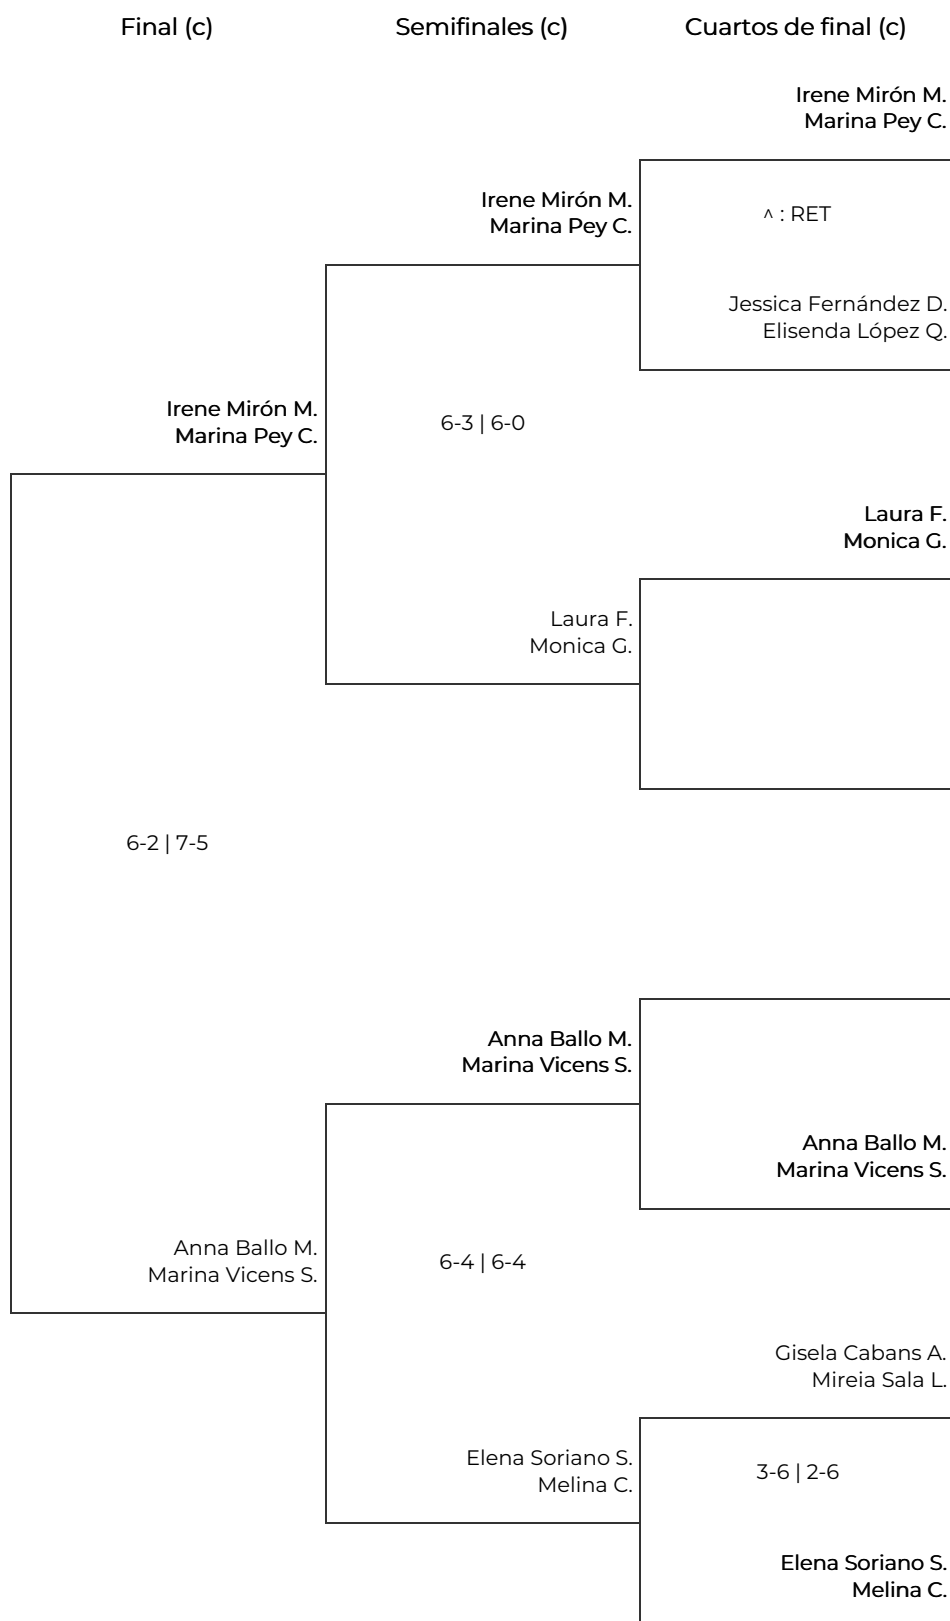 Final (c)
Semifinales (c)
Cuartos de final (c)
Irene Mirón M.
Marina Pey C.
Irene Mirón M.
Marina Pey C.
^ : RET
Jessica Fernández D.
Elisenda López Q.
Irene Mirón M.
Marina Pey C.
6-3 | 6-0
Laura F.
Monica G.
Laura F.
Monica G.
6-2 | 7-5
Anna Ballo M.
Marina Vicens S.
Anna Ballo M.
Marina Vicens S.
Anna Ballo M.
Marina Vicens S.
6-4 | 6-4
Gisela Cabans A.
Mireia Sala L.
Elena Soriano S.
Melina C.
3-6 | 2-6
Elena Soriano S.
Melina C.